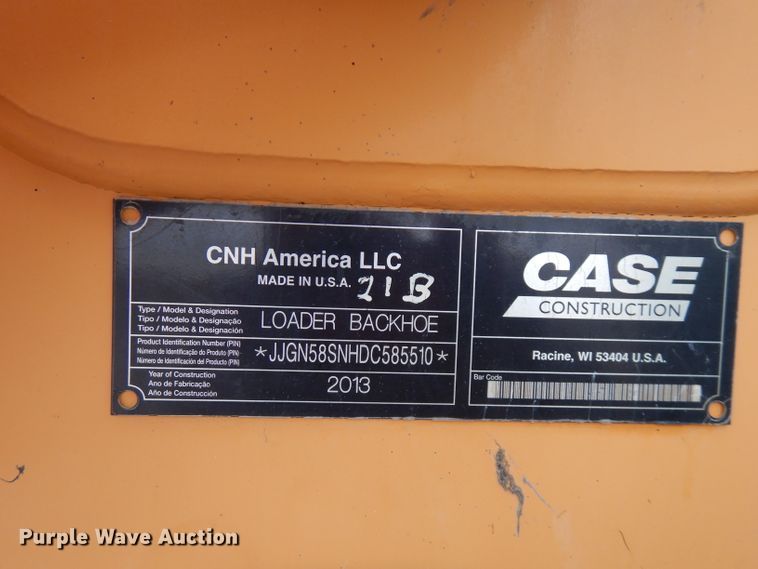 CNH America LLC
MADE IN U.S.A.
21B
Type / Model & Designation
Tipo / Modelo & Designação
Tipo / Modelo & Designación
LOADER BACKHOE
Product Identification Number (PIN)
Número de Identificação do Produto (PIN)
Número de Identificación del Producto (PIN)
*JJGN58SNHDC585510*
Year of Construction
Ano de Fabricação
Año de Construcción
2013
CASE
CONSTRUCTION
Racine, WI 53404 U.S.A.
Bar Code
Purple Wave Auction